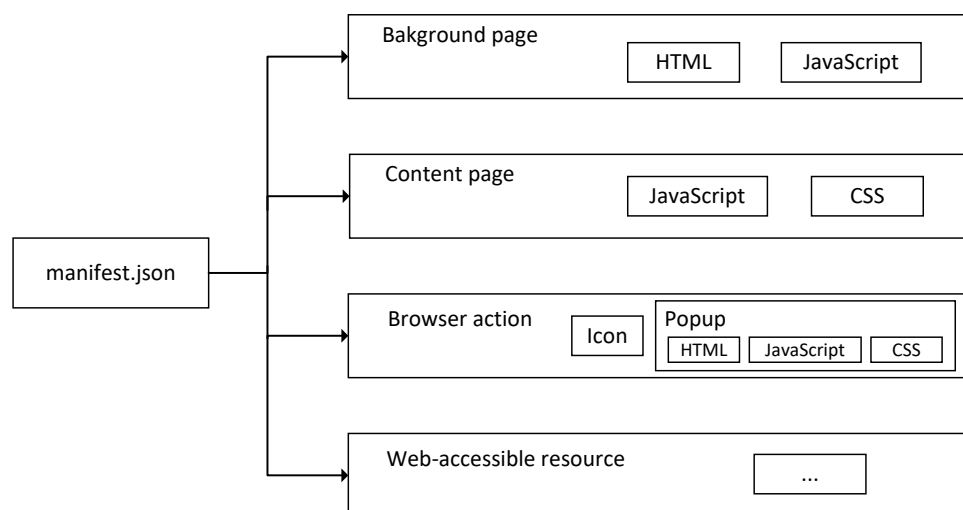 Bakground page
HTML
JavaScript
Content page
JavaScript
CSS
manifest.json
Browser action
Icon
Popup
HTML
JavaScript
CSS
Web-accessible resource
...